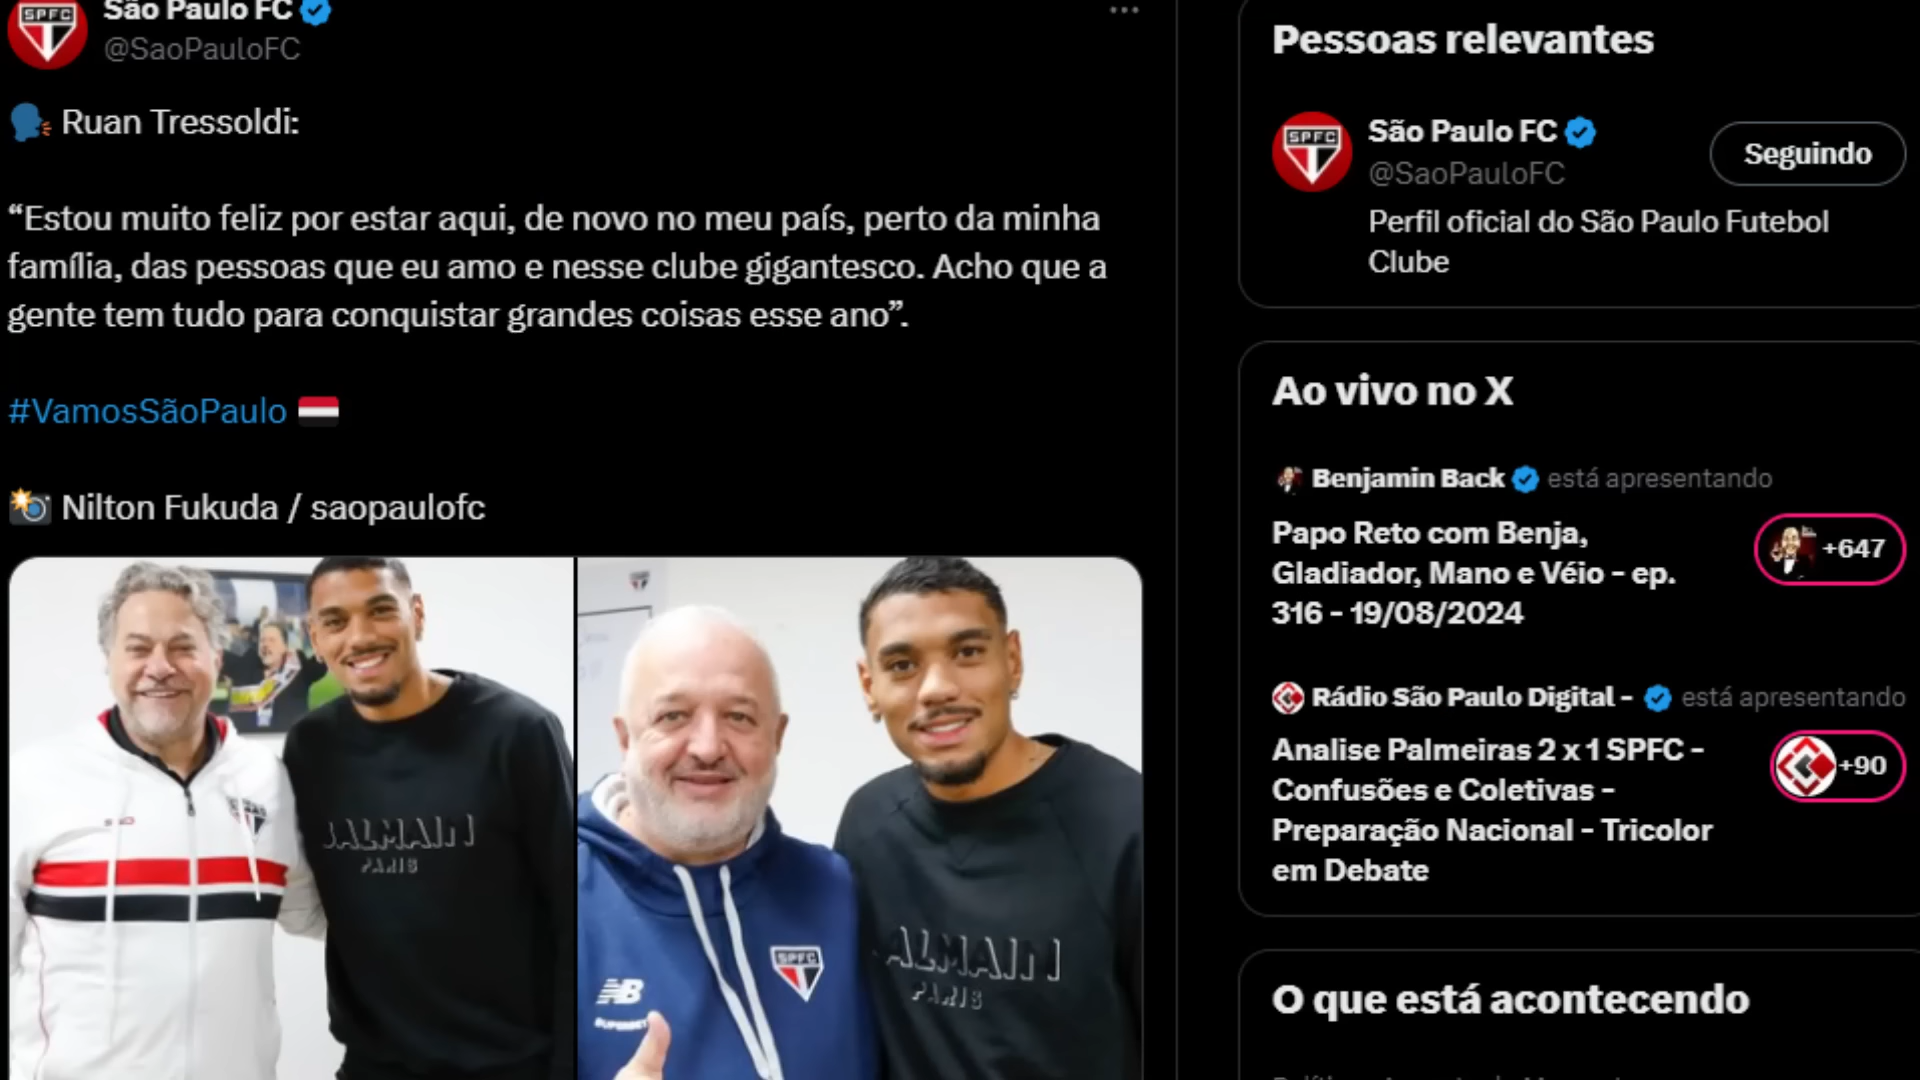 São Paulo FC
@SaoPauloFC
Ruan Tressoldi:
“Estou muito feliz por estar aqui, de novo no meu país, perto da minha
família, das pessoas que eu amo e nesse clube gigantesco. Acho que a
gente tem tudo para conquistar grandes coisas esse ano”.
#VamosSãoPaulo
Nilton Fukuda / saopaulofc
SPFC
BALMAIN
PARIS
SPFC
NB
SUPERBET
BALMAIN
PARIS
Pessoas relevantes
SPFC
São Paulo FC
@SaoPauloFC
Seguindo
Perfil oficial do São Paulo Futebol
Clube
Ao vivo no X
Benjamin Back está apresentando
Papo Reto com Benja,
Gladiador, Mano e Véio - ep.
316 - 19/08/2024
+647
Rádio São Paulo Digital - está apresentando
Analise Palmeiras 2 x 1 SPFC -
Confusões e Coletivas -
Preparação Nacional - Tricolor
em Debate
+90
O que está acontecendo